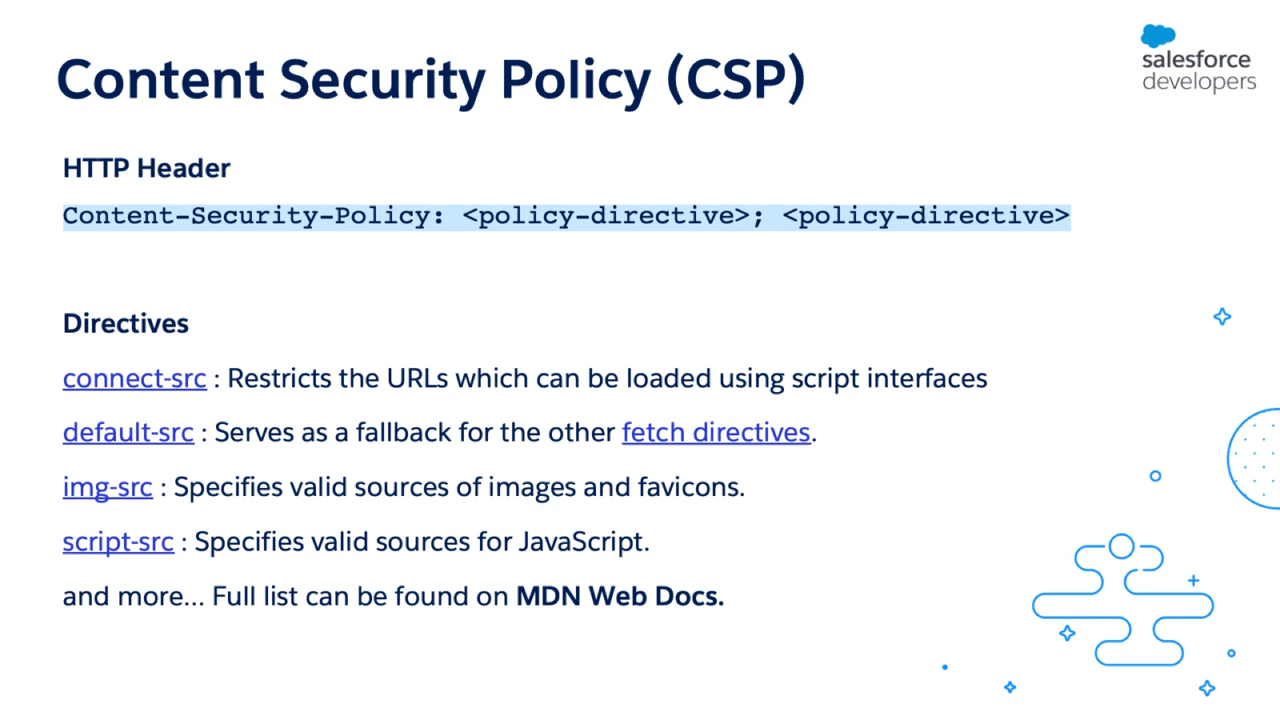 salesforce
developers
Content Security Policy (CSP)
HTTP Header
Content-Security-Policy: <policy-directive>; <policy-directive>
Directives
connect-src : Restricts the URLs which can be loaded using script interfaces
default-src : Serves as a fallback for the other fetch directives.
img-src : Specifies valid sources of images and favicons.
script-src : Specifies valid sources for JavaScript.
and more... Full list can be found on MDN Web Docs.